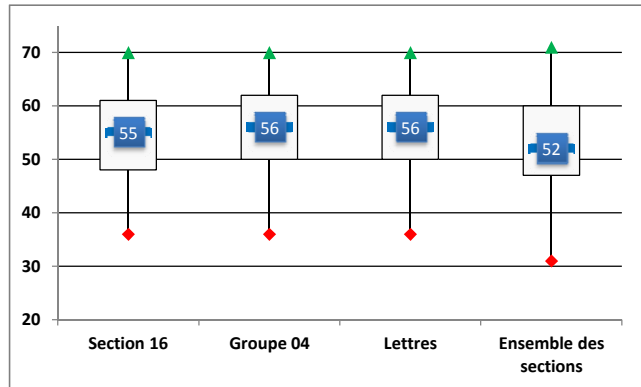 70
60
50
40
30
20
55
56
56
52
Section 16
Groupe 04
Lettres
Ensemble des
sections